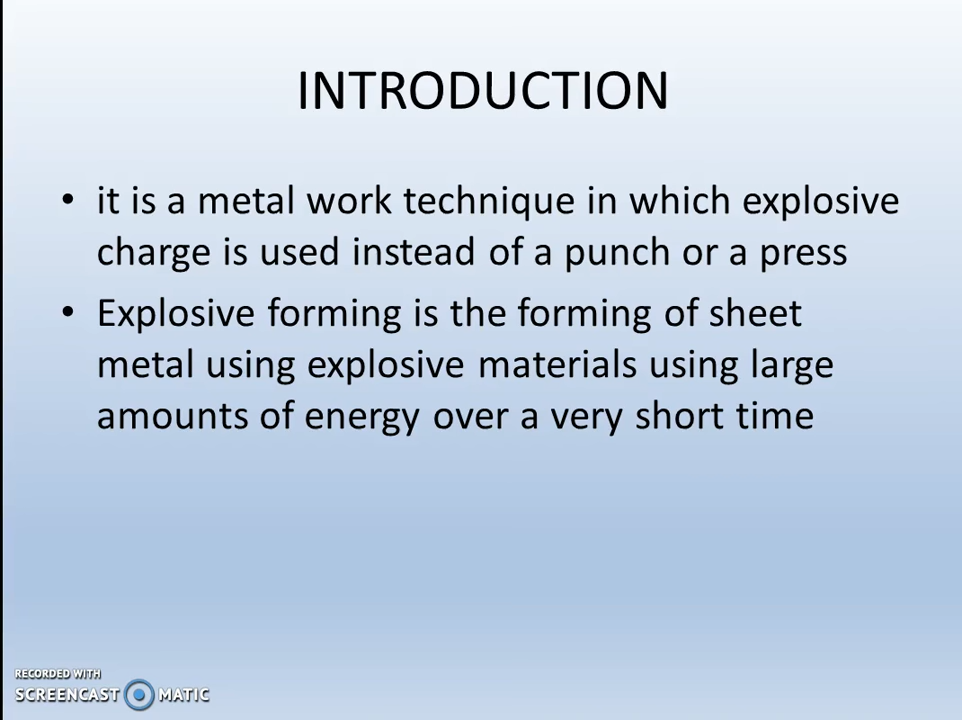 INTRODUCTION
• it is a metal work technique in which explosive
charge is used instead of a punch or a press
• Explosive forming is the forming of sheet
metal using explosive materials using large
amounts of energy over a very short time
RECORDED WITH
SCREENCAST MATIC